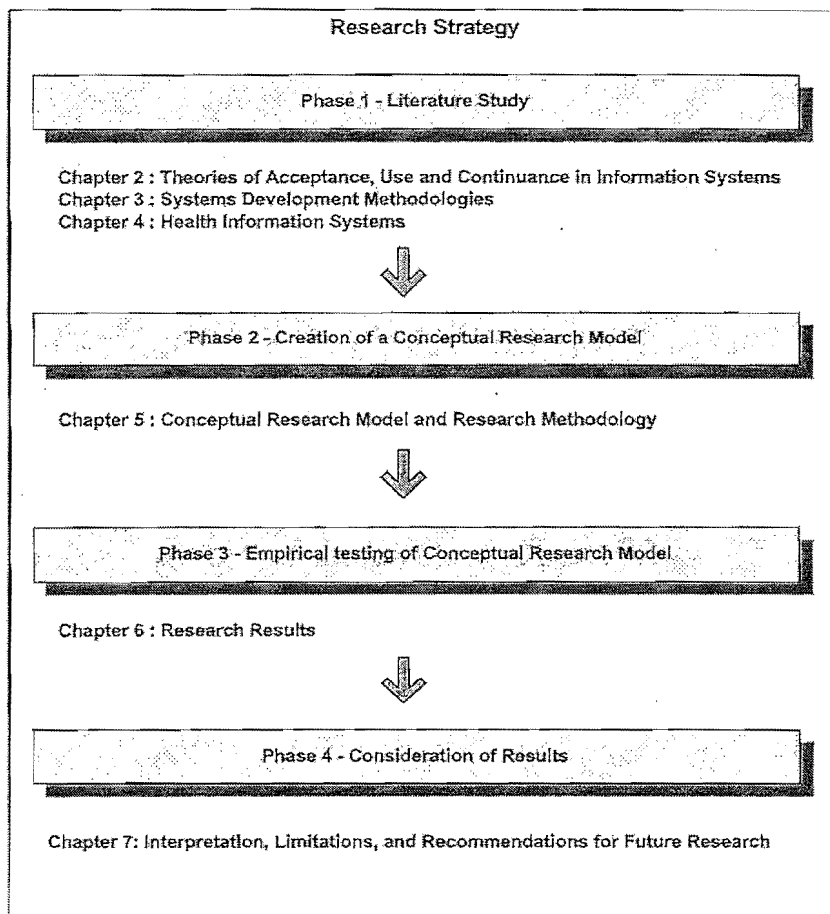 Research Strategy
Phase 1 - Literature Study
Chapter 2 : Theories of Acceptance, Use and Continuance in Information Systems
Chapter 3 : Systems Development Methodologies
Chapter 4 : Health Information Systems
Phase 2 - Creation of a Conceptual Research Model
Chapter 5 : Conceptual Research Model and Research Methodology
Phase 3 - Empirical testing of Conceptual Research Model
Chapter 6 : Research Results
Phase 4 - Consideration of Results
Chapter 7: Interpretation, Limitations, and Recommendations for Future Research